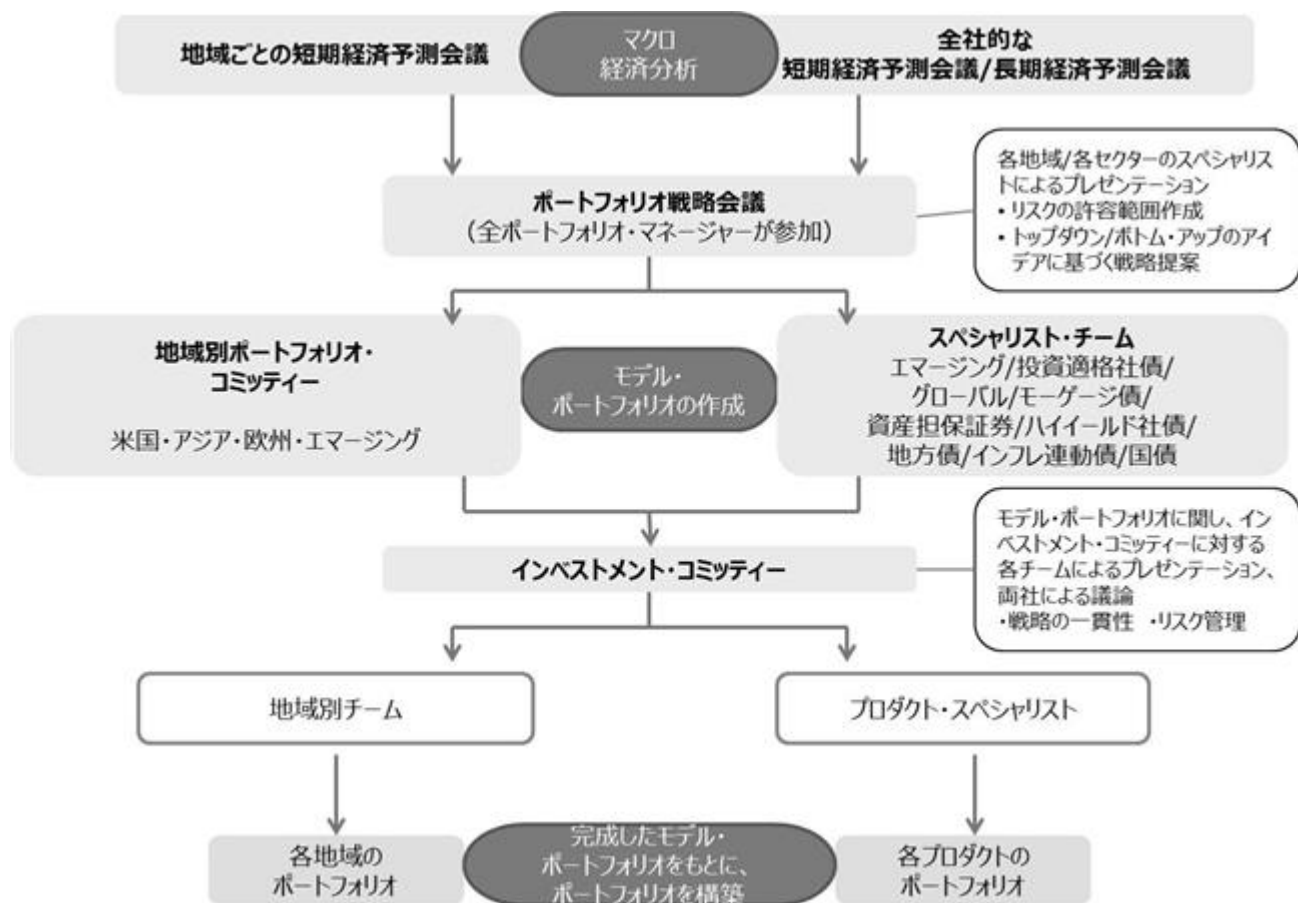 地域ごとの短期経済予測会議
マクロ
経済分析
全社的な
短期経済予測会議/長期経済予測会議
各地域/各セクターのスペシャリス
トによるプレゼンテーション
・リスクの許容範囲作成
・トップダウン/ボトム・アップのアイ
デアに基づく戦略提案
ポートフォリオ戦略会議
(全ポートフォリオ・マネージャーが参加)
地域別ポートフォリオ・
コミッティー
米国・アジア・欧州・エマージング
モデル・
ポートフォリオの作成
スペシャリスト・チーム
エマージング/投資適格社債/
グローバル/モーゲージ債/
資産担保証券/ハイイールド社債/
地方債/インフレ連動債/国債
インベストメント・コミッティー
モデル・ポートフォリオに関し、イン
ベストメント・コミッティーに対する
各チームによるプレゼンテーション、
両社による議論
・戦略の一貫性 ・リスク管理
地域別チーム
プロダクト・スペシャリスト
各地域の
ポートフォリオ
完成したモデル・
ポートフォリオをもとに、
ポートフォリオを構築
各プロダクトの
ポートフォリオ